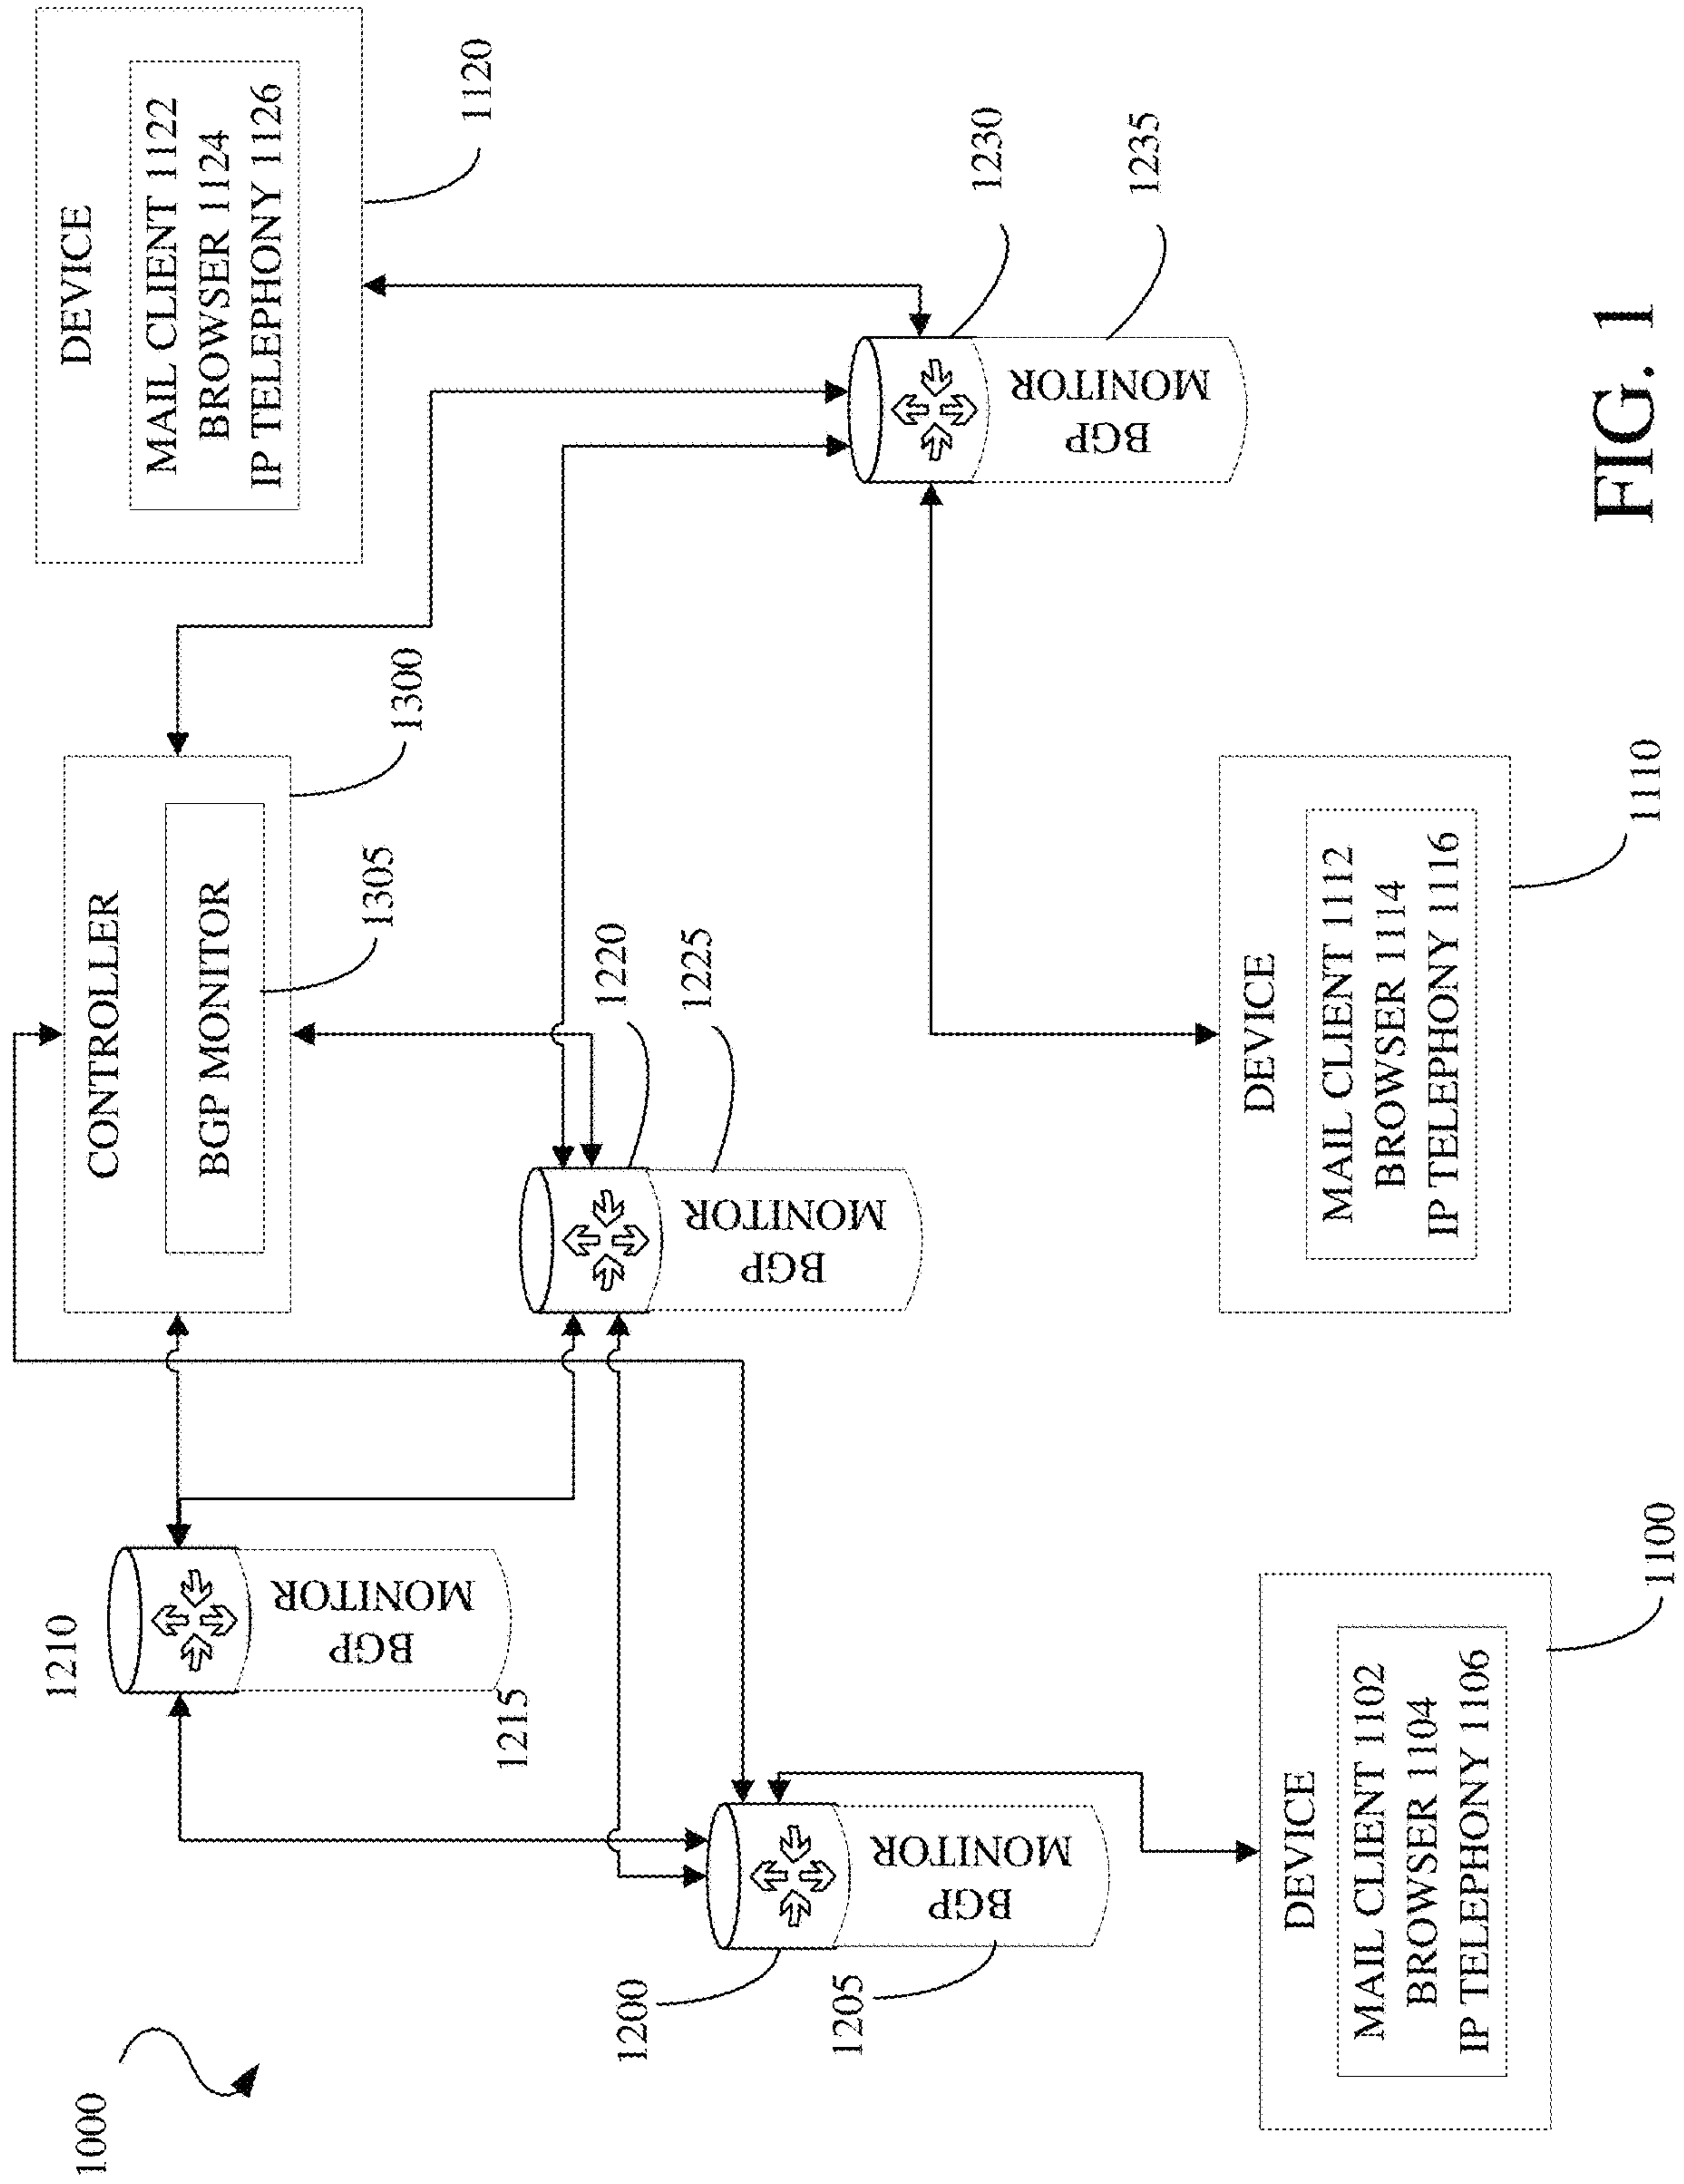 1000
1210
CONTROLLER
BGP MONITOR
1305
1300
DEVICE
MAIL CLIENT 1122
BROWSER 1124
IP TELEPHONY 1126
1120
BGP
MONITOR
1215
1220
BGP
MONITOR
1225
1200
BGP
MONITOR
1205
1230
BGP
MONITOR
1235
DEVICE
MAIL CLIENT 1102
BROWSER 1104
IP TELEPHONY 1106
1100
DEVICE
MAIL CLIENT 1112
BROWSER 1114
IP TELEPHONY 1116
1110
FIG. 1